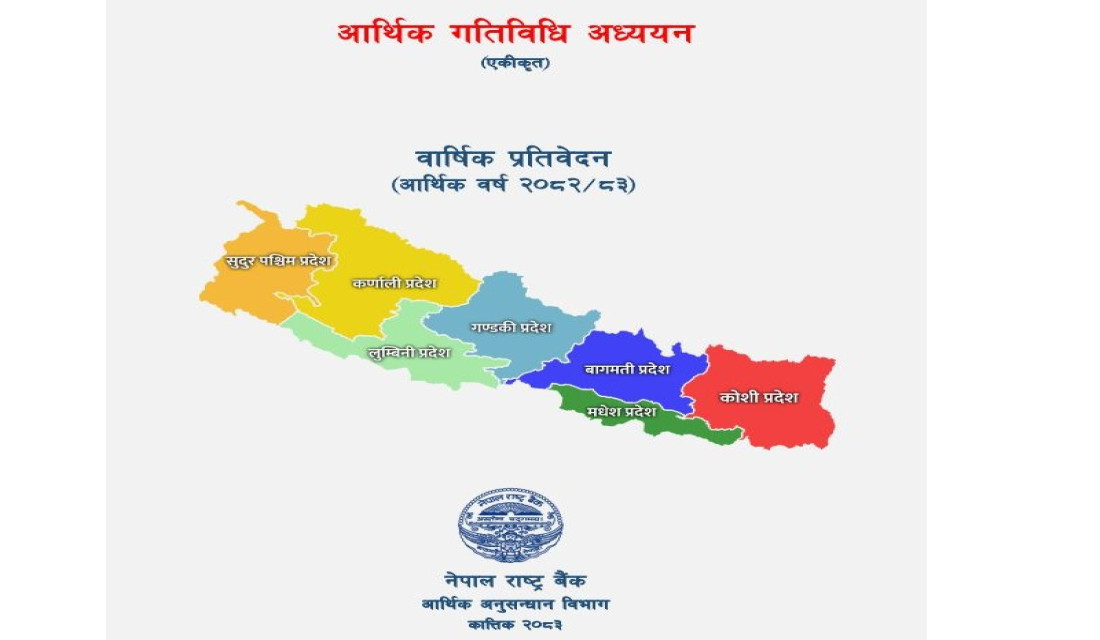 आर्थिक गतिविधि अध्ययन
(एकीकृत)
वार्षिक प्रतिवेदन
(आर्थिक वर्ष २०८२/८३)
सुदुर पश्चिम प्रदेश
कर्णाली प्रदेश
गण्डकी प्रदेश
लुम्बिनी प्रदेश
बागमती प्रदेश
कोशी प्रदेश
मधेश प्रदेश
नेपाल राष्ट्र बैंक
नेपाल राष्ट्र बैंक
आर्थिक अनुसन्धान विभाग
कात्तिक २०८३